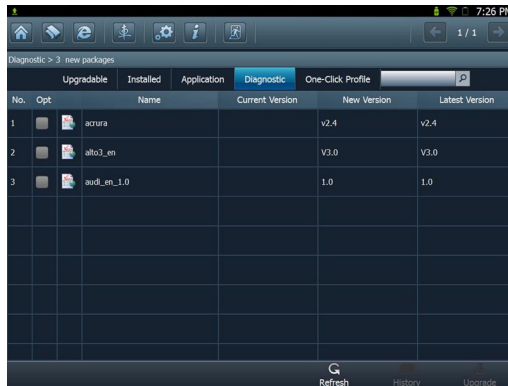 7:26 PM
1 / 1
Diagnostic > 3 new packages
Upgradable Installed Application Diagnostic One-Click Profile
No. Opt Name Current Version New Version Latest Version
1 acrura v2.4 v2.4
2 alto3_en V3.0 V3.0
3 audi_en_1.0 1.0 1.0
Refresh History Upgrade